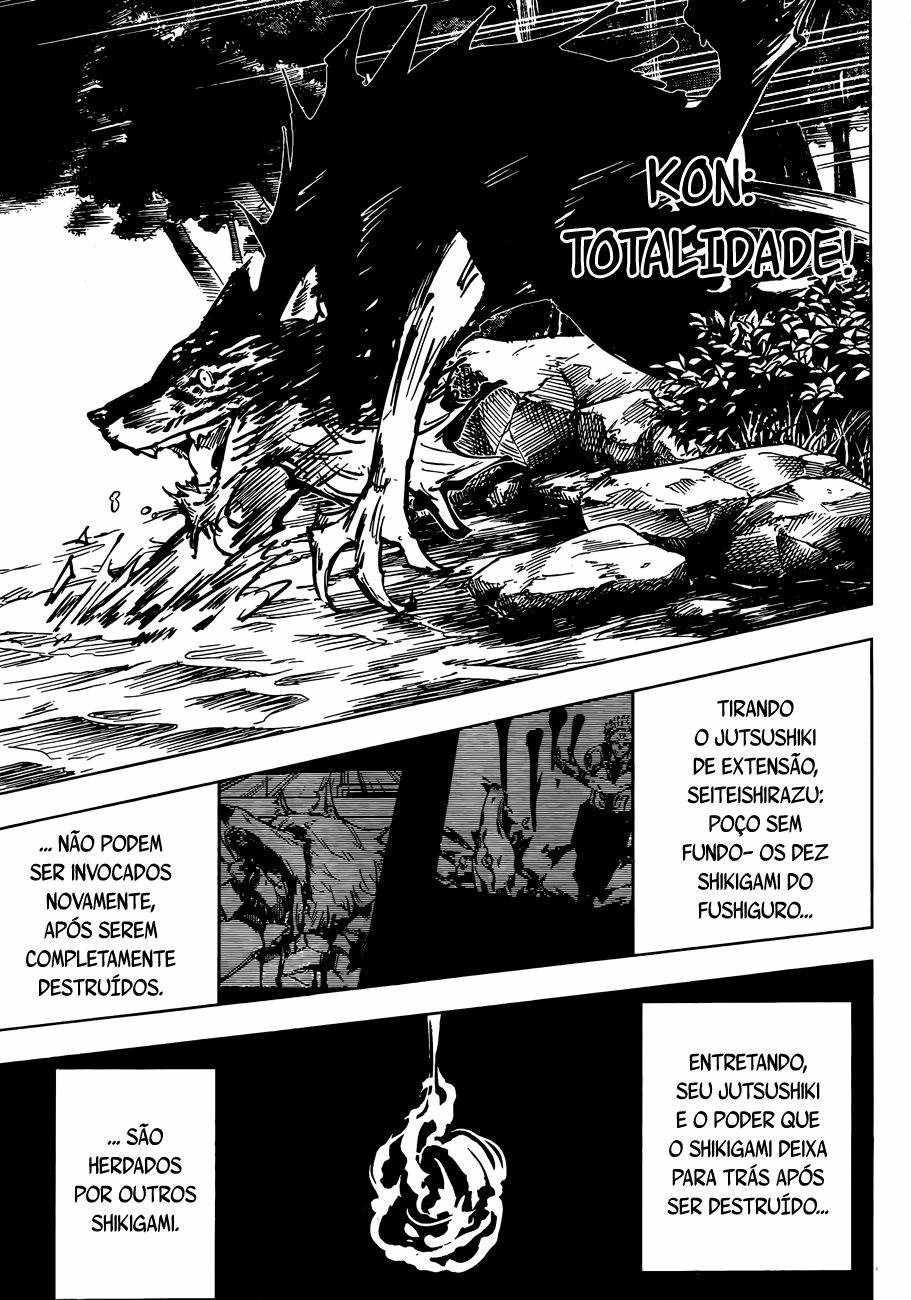 KON:
TOTALIDADE!
TIRANDO
O JUTSUSHIKI
DE EXTENSÃO,
SEITEISHIRAZU:
POÇO SEM
FUNDO- OS DEZ
SHIKIGAMI DO
FUSHIGURO...
... NÃO PODEM
SER INVOCADOS
NOVAMENTE,
APÓS SEREM
COMPLETAMENTE
DESTRUÍDOS.
ENTRETANDO,
SEU JUTSUSHIKI
E O PODER QUE
O SHIKIGAMI DEIXA
PARA TRÁS APÓS
SER DESTRUÍDO...
... SÃO
HERDADOS
POR OUTROS
SHIKIGAMI.